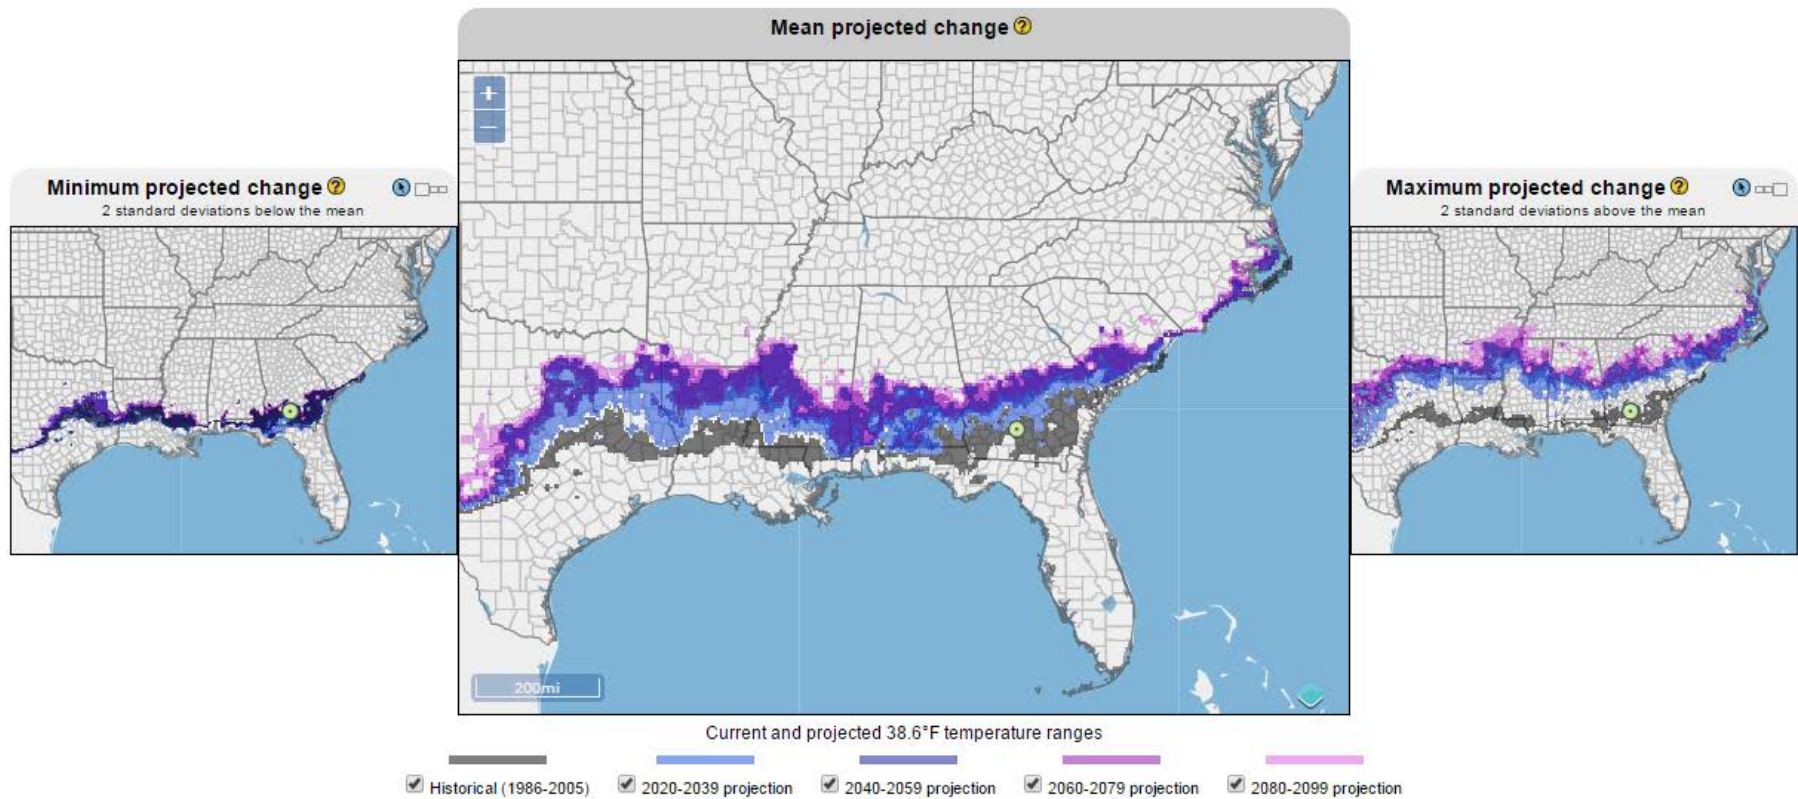 Mean projected change ?
+
−
Minimum projected change ?
2 standard deviations below the mean
Maximum projected change ?
2 standard deviations above the mean
200mi
Current and projected 38.6°F temperature ranges
Historical (1986-2005)
2020-2039 projection
2040-2059 projection
2060-2079 projection
2080-2099 projection